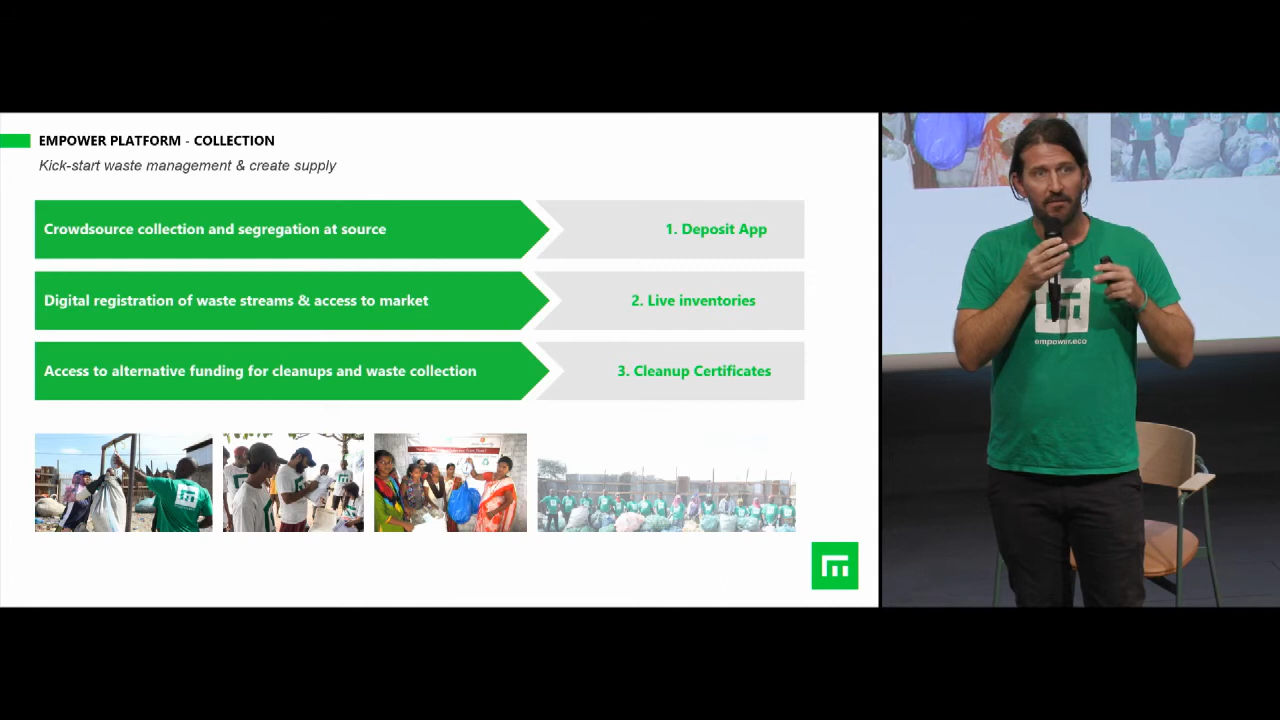 EMPOWER PLATFORM - COLLECTION
Kick-start waste management & create supply
Crowdsource collection and segregation at source
1. Deposit App
Digital registration of waste streams & access to market
2. Live inventories
Access to alternative funding for cleanups and waste collection
3. Cleanup Certificates
empower.eco